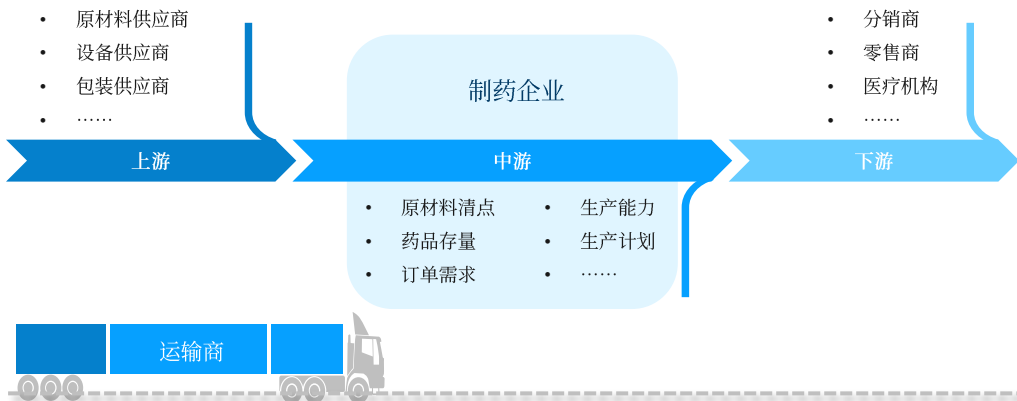 • 原材料供应商
• 设备供应商
• 包装供应商
• ……
上游
制药企业
中游
• 原材料清点
• 药品存量
• 订单需求
• 生产能力
• 生产计划
• ……
• 分销商
• 零售商
• 医疗机构
• ……
下游
运输商